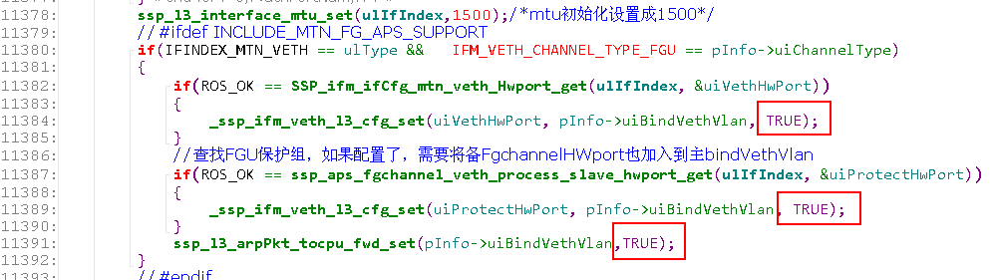 11378: ssp_l3_interface_mtu_set(ulIfIndex,1500);/*mtu初始化设置成1500*/
11379: //#ifdef INCLUDE_MTN_FG_APS_SUPPORT
11380: if(IFINDEX_MTN_VETH == ulType && IFM_VETH_CHANNEL_TYPE_FGU == pInfo->uiChannelType)
11381: {
11382: if(ROS_OK == SSP_ifm_ifCfg_mtn_veth_Hwport_get(ulIfIndex, &uiVethHwPort))
11383: {
11384: _ssp_ifm_veth_l3_cfg_set(uiVethHwPort, pInfo->uiBindVethVlan, TRUE);
11385: }
11386: //查找FGU保护组，如果配置了，需要将备FgchannelHWport也加入到主bindVethVlan
11387: if(ROS_OK == ssp_aps_fgchannel_veth_process_slave_hwport_get(ulIfIndex, &uiProtectHwPort))
11388: {
11389: _ssp_ifm_veth_l3_cfg_set(uiProtectHwPort, pInfo->uiBindVethVlan, TRUE);
11390: }
11391: ssp_l3_arpPkt_tocpu_fwd_set(pInfo->uiBindVethVlan,TRUE);
11392: }
11393: //#endif